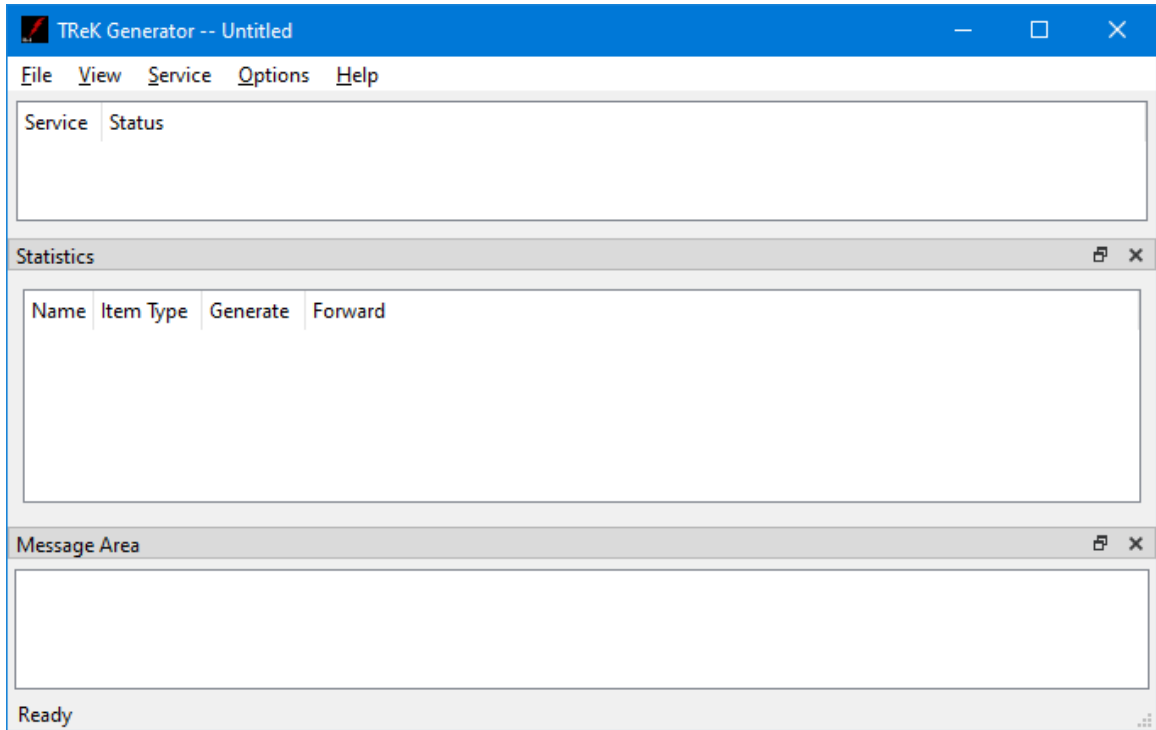 TReK Generator -- Untitled
File View Service Options Help
Service Status
Statistics
Name Item Type Generate Forward
Message Area
Ready